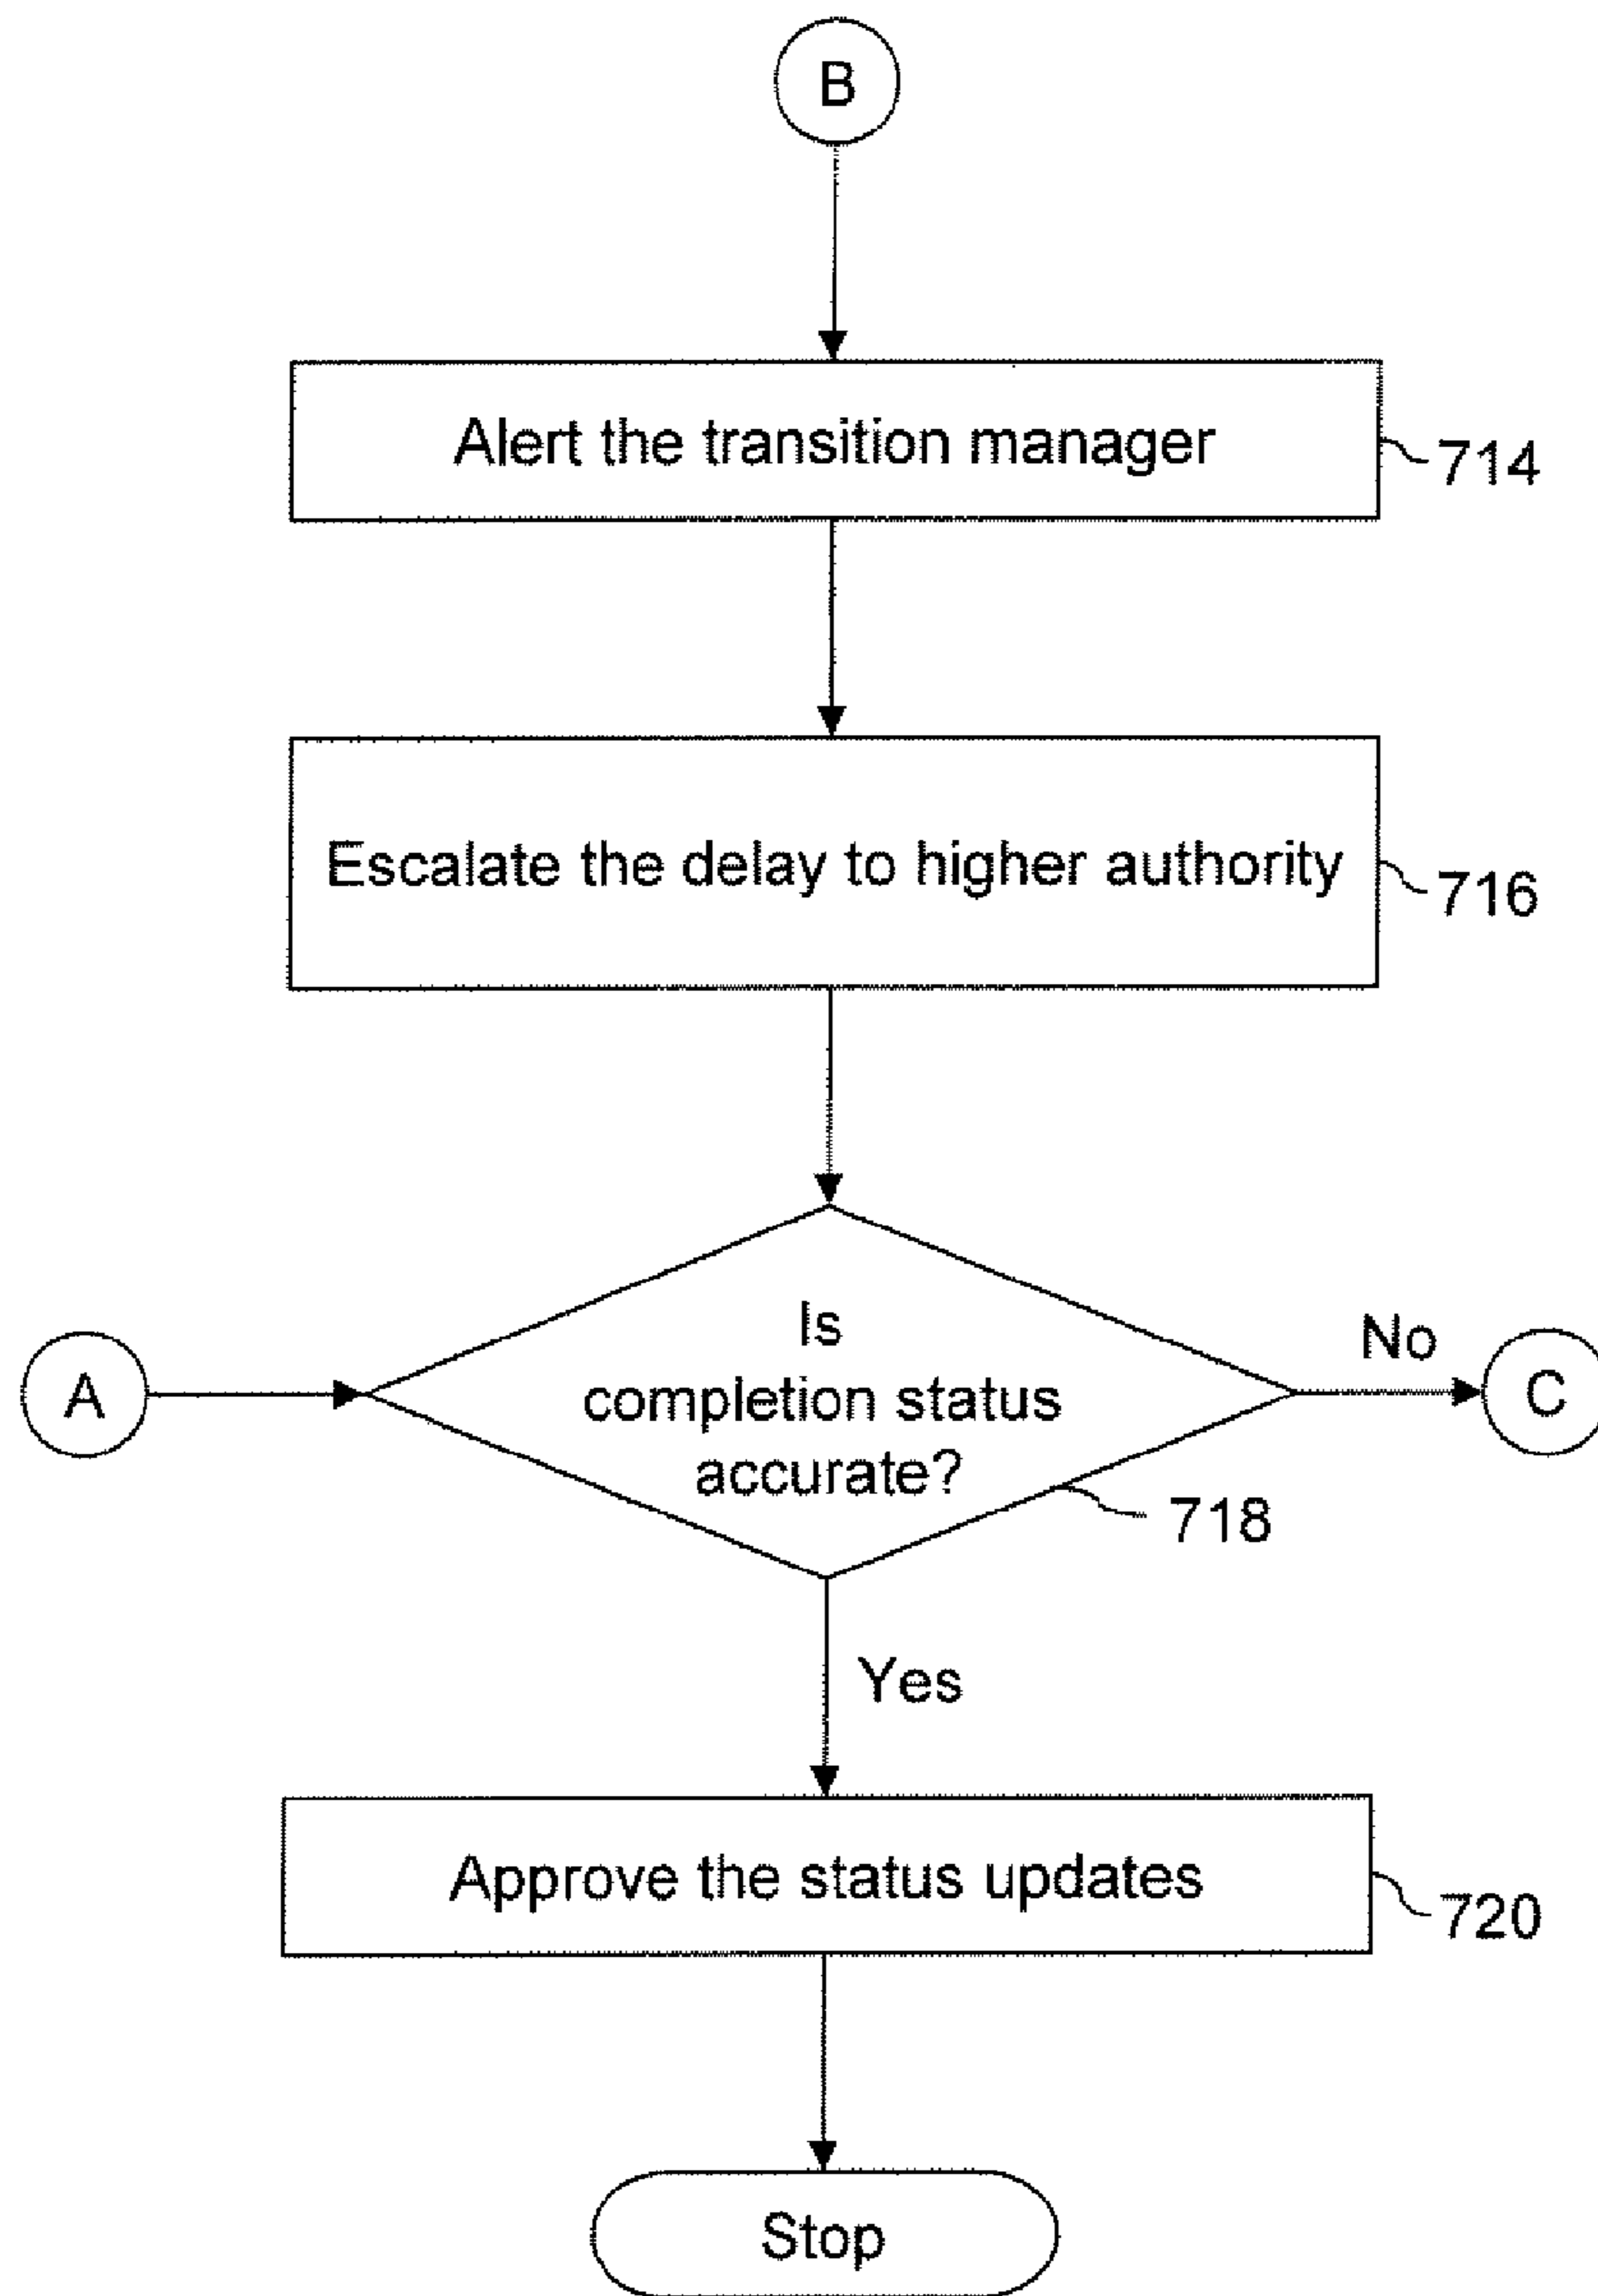 B
Alert the transition manager
714
Escalate the delay to higher authority
716
Is
completion status
accurate?
A
No
C
718
Yes
Approve the status updates
720
Stop